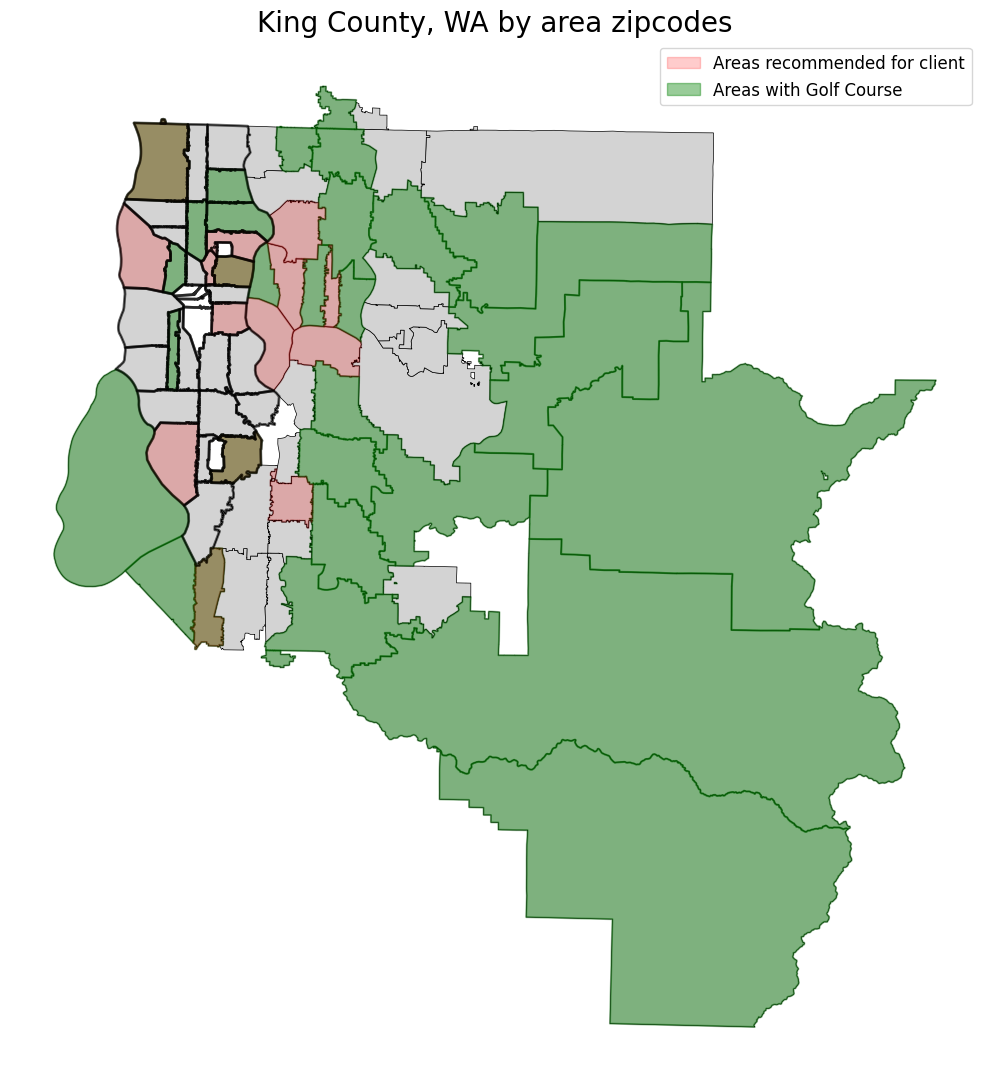 King County, WA by area zipcodes
Areas recommended for client
Areas with Golf Course